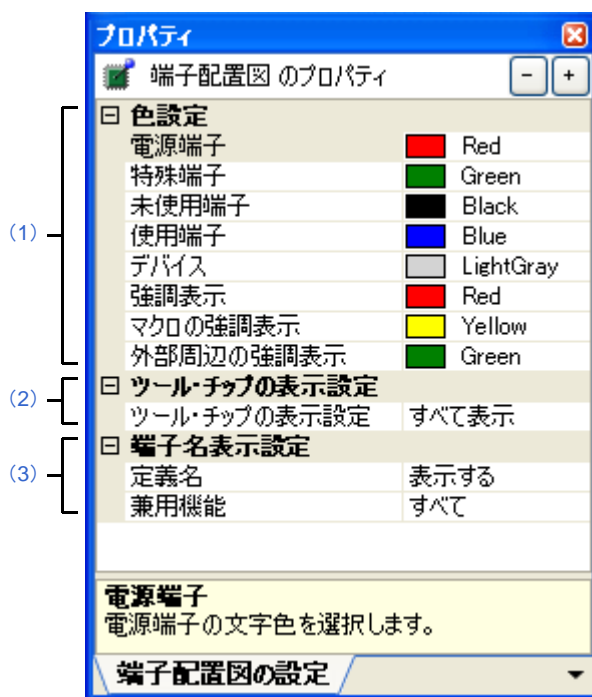 プロパティ
端子配置図 のプロパティ
(1)
色設定
電源端子 Red
特殊端子 Green
未使用端子 Black
使用端子 Blue
デバイス LightGray
強調表示 Red
マクロの強調表示 Yellow
外部周辺の強調表示 Green
(2)
ツール・チップの表示設定
ツール・チップの表示設定 すべて表示
(3)
端子名表示設定
定義名 表示する
兼用機能 すべて
電源端子
電源端子の文字色を選択します。
端子配置図の設定